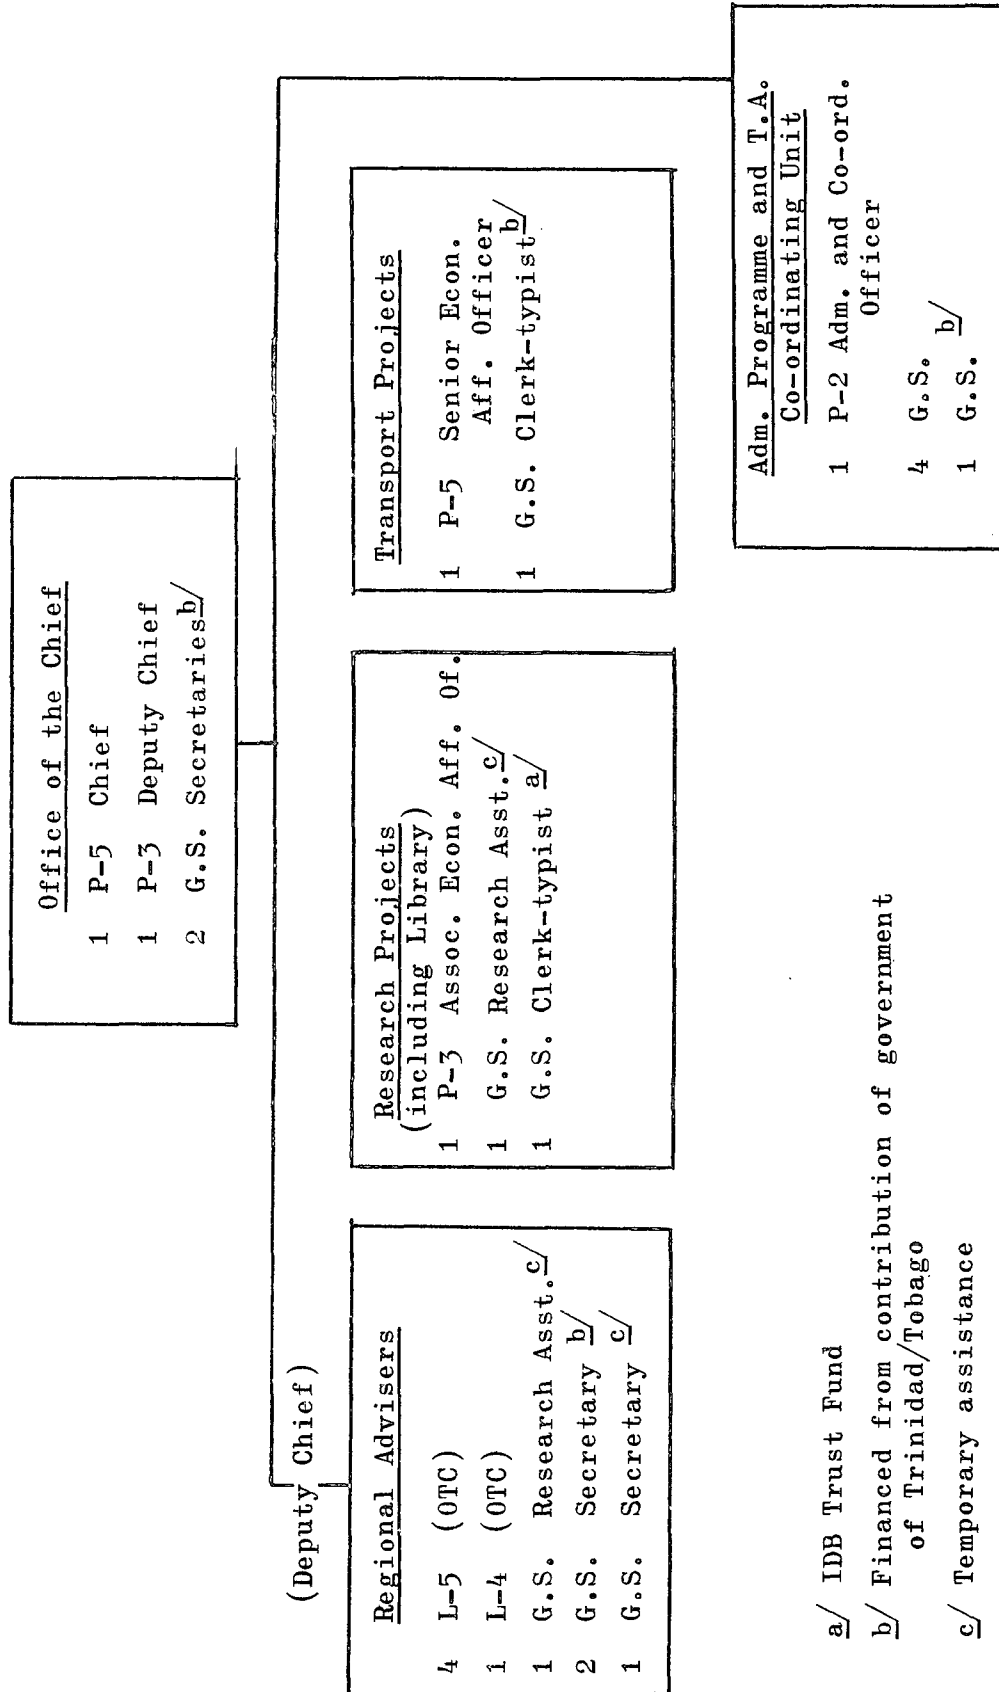 Office of the Chief
1 P-5 Chief
1 P-3 Deputy Chief
2 G.S. Secretaries b/
(Deputy Chief)
Regional Advisers
4 L-5 (OTC)
1 L-4 (OTC)
1 G.S. Research Asst. c/
2 G.S. Secretary b/
1 G.S. Secretary c/
Research Projects
(including Library)
1 P-3 Assoc. Econ. Aff. Of.
1 G.S. Research Asst. c/
1 G.S. Clerk-typist a/
Transport Projects
1 P-5 Senior Econ.
Aff. Officer
1 G.S. Clerk-typist b/
Adm. Programme and T.A.
Co-ordinating Unit
1 P-2 Adm. and Co-ord.
Officer
4 G.S.
1 G.S. b/
a/ IDB Trust Fund
b/ Financed from contribution of government
of Trinidad/Tobago
c/ Temporary assistance